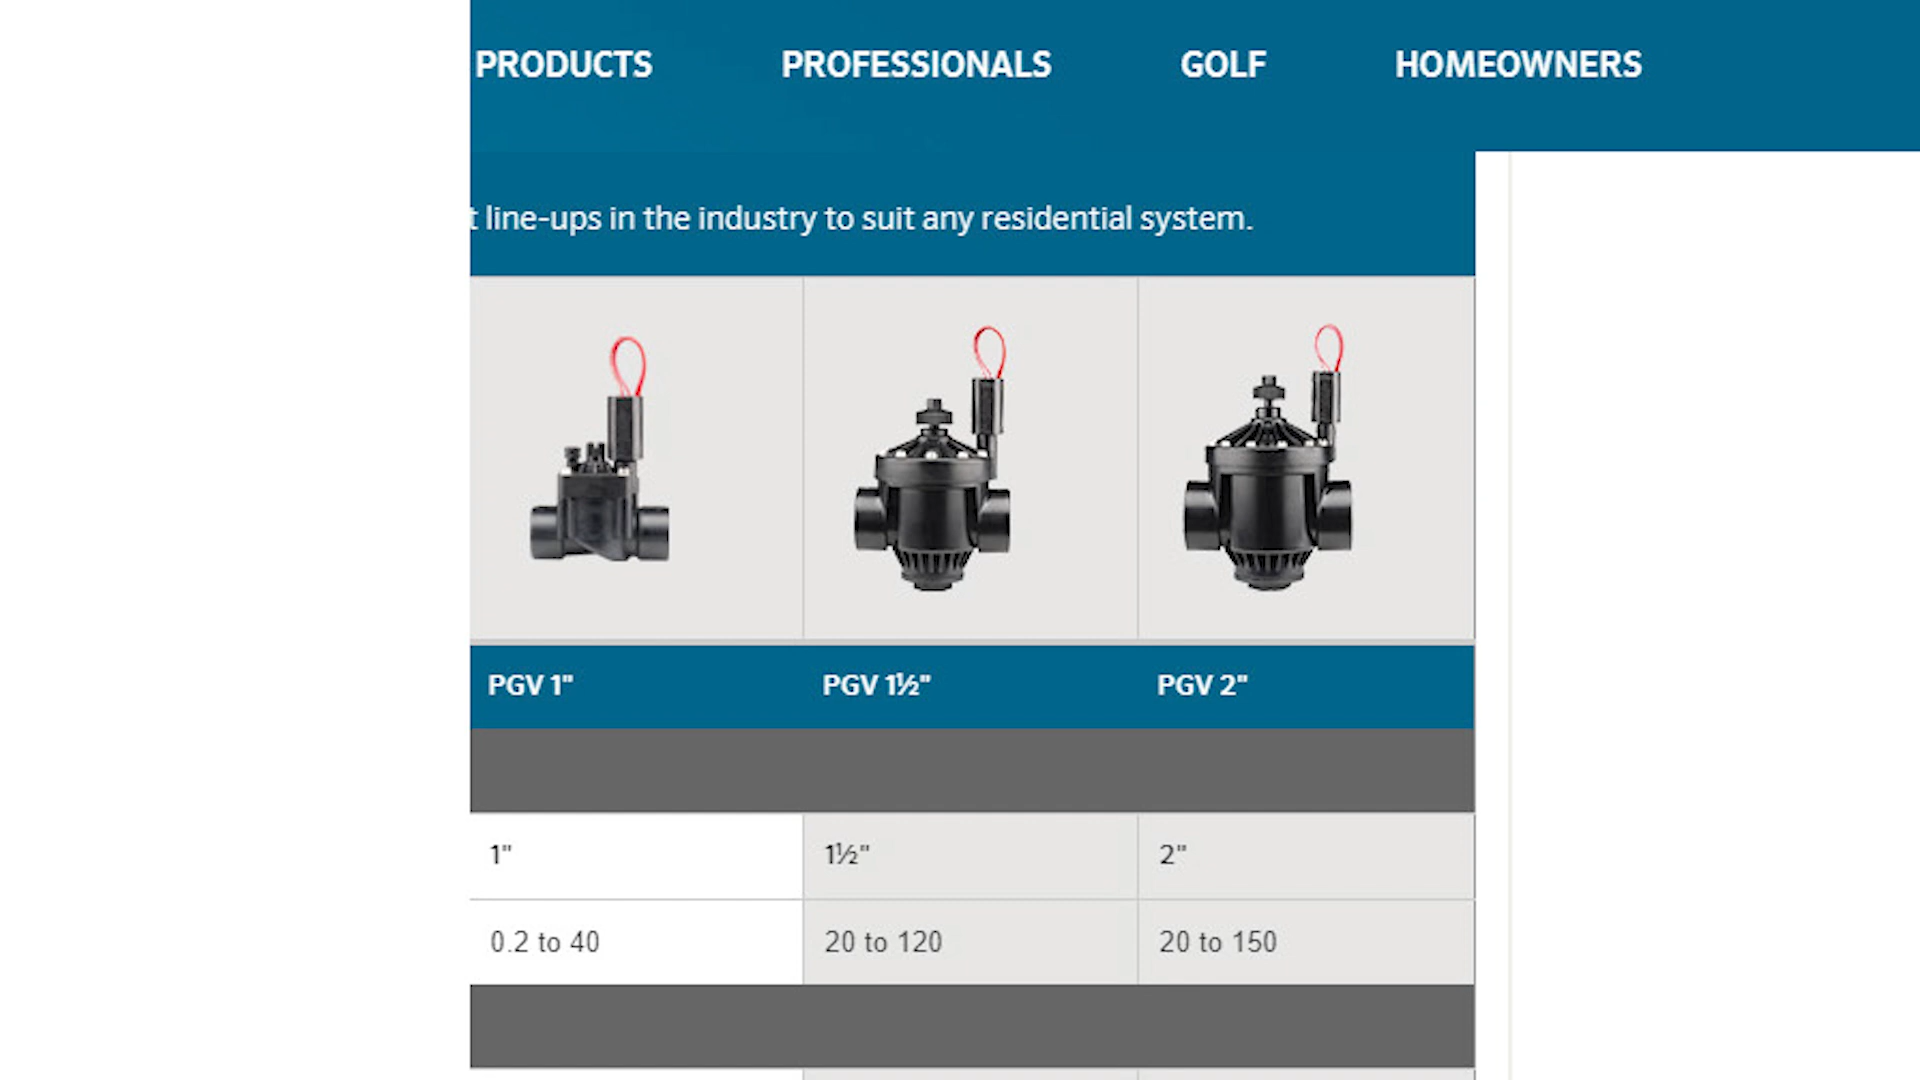 PRODUCTS PROFESSIONALS GOLF HOMEOWNERS
t line-ups in the industry to suit any residential system.
PGV 1" PGV 1½" PGV 2"
1" 1½" 2"
0.2 to 40 20 to 120 20 to 150